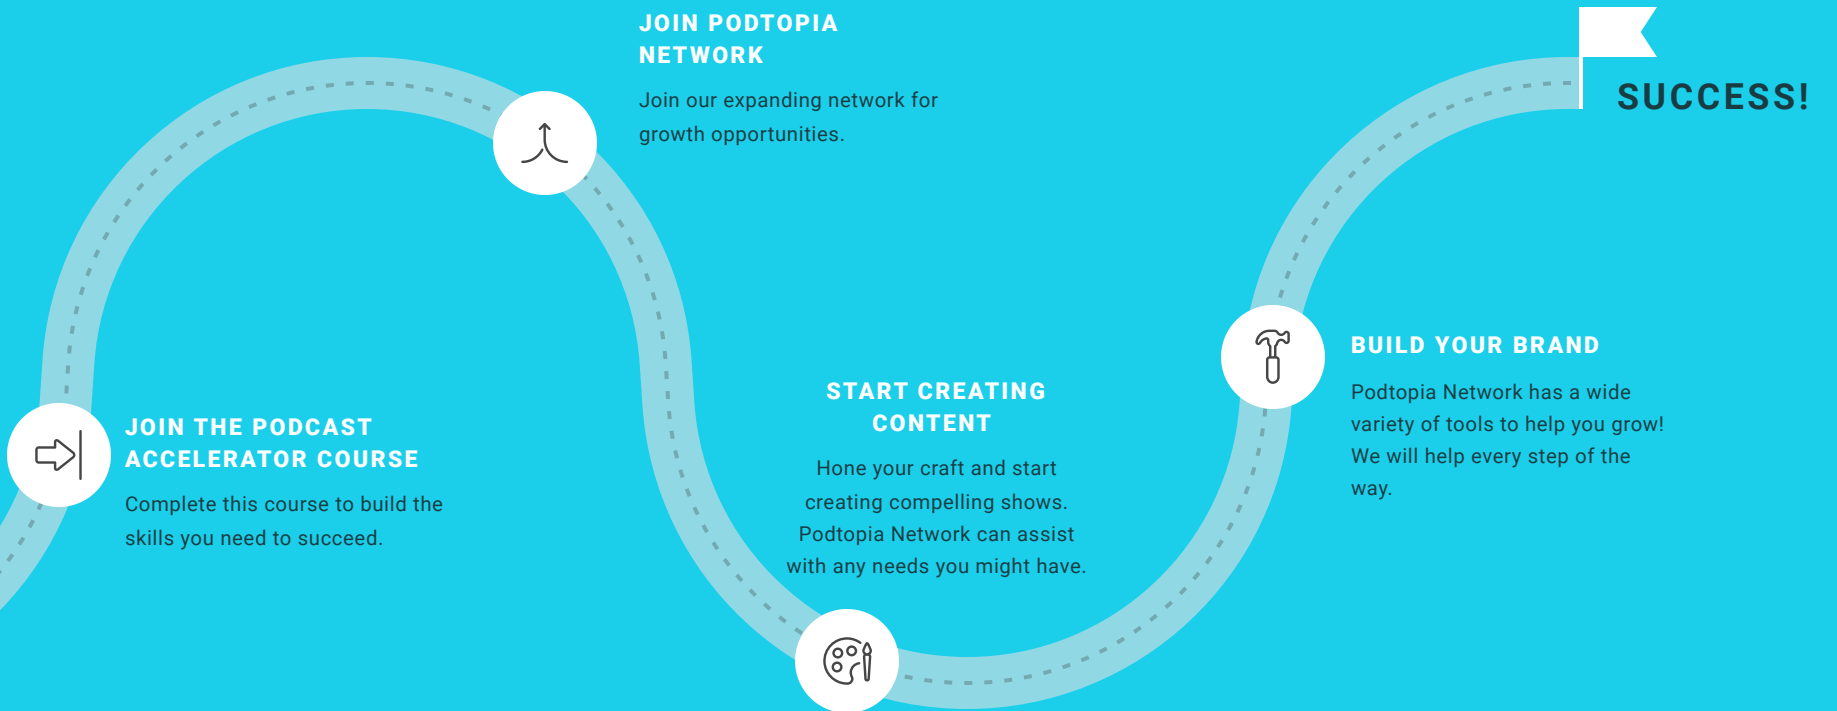 JOIN THE PODCAST
ACCELERATOR COURSE
Complete this course to build the
skills you need to succeed.
JOIN PODTOPIA
NETWORK
Join our expanding network for
growth opportunities.
START CREATING
CONTENT
Hone your craft and start
creating compelling shows.
Podtopia Network can assist
with any needs you might have.
BUILD YOUR BRAND
Podtopia Network has a wide
variety of tools to help you grow!
We will help every step of the
way.
SUCCESS!